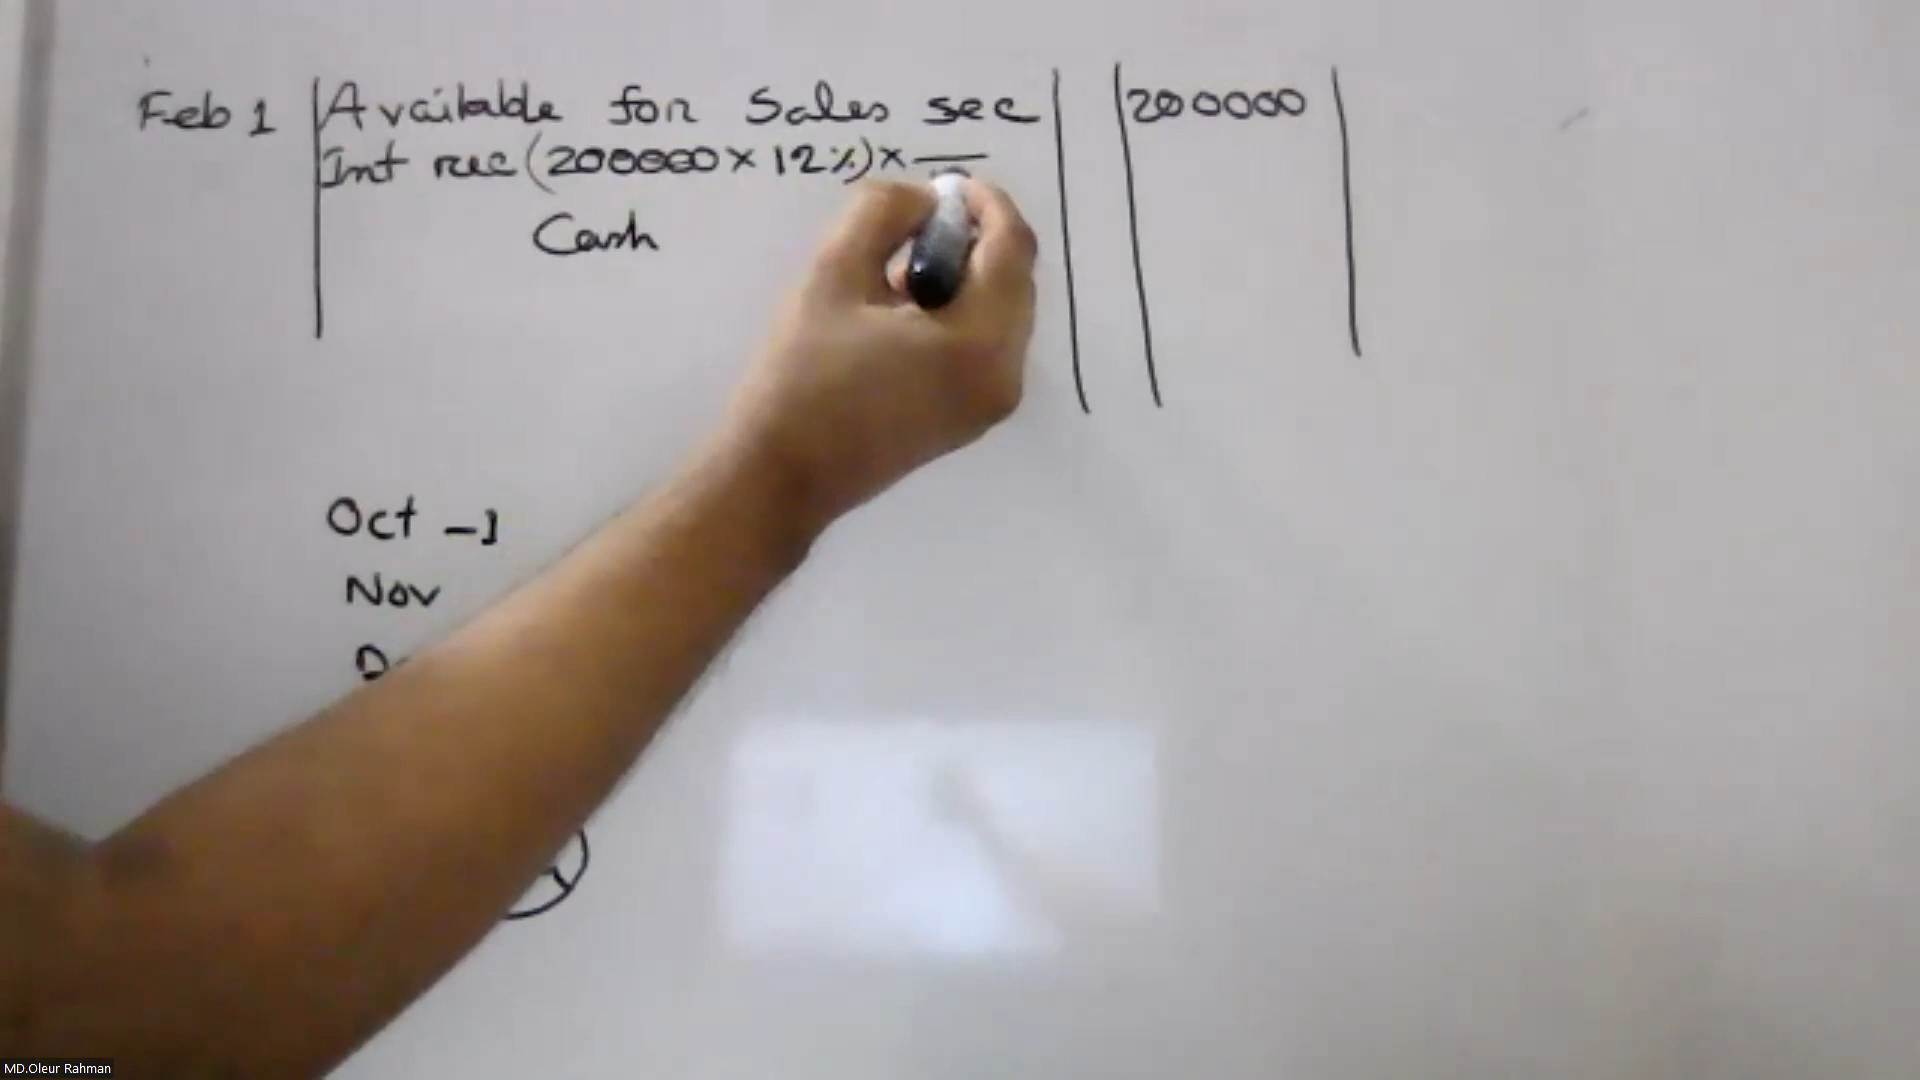 Feb 1 Available for Sales sec 200000
Int rec (200000 × 12%) ×
Cash
Oct - 1
Nov
MD.Oleur Rahman